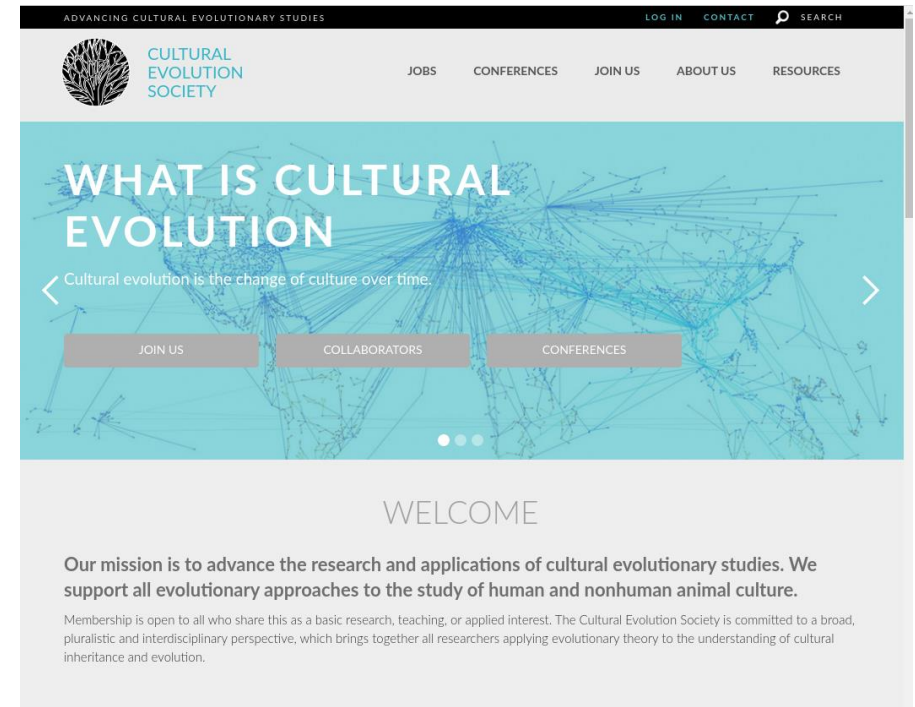 ADVANCING CULTURAL EVOLUTIONARY STUDIES
LOG IN CONTACT SEARCH
CULTURAL
EVOLUTION
SOCIETY
JOBS CONFERENCES JOIN US ABOUT US RESOURCES
WHAT IS CULTURAL
EVOLUTION
Cultural evolution is the change of culture over time.
JOIN US COLLABORATORS CONFERENCES
WELCOME
Our mission is to advance the research and applications of cultural evolutionary studies. We
support all evolutionary approaches to the study of human and nonhuman animal culture.
Membership is open to all who share this as a basic research, teaching, or applied interest. The Cultural Evolution Society is committed to a broad,
pluralistic and interdisciplinary perspective, which brings together all researchers applying evolutionary theory to the understanding of cultural
inheritance and evolution.